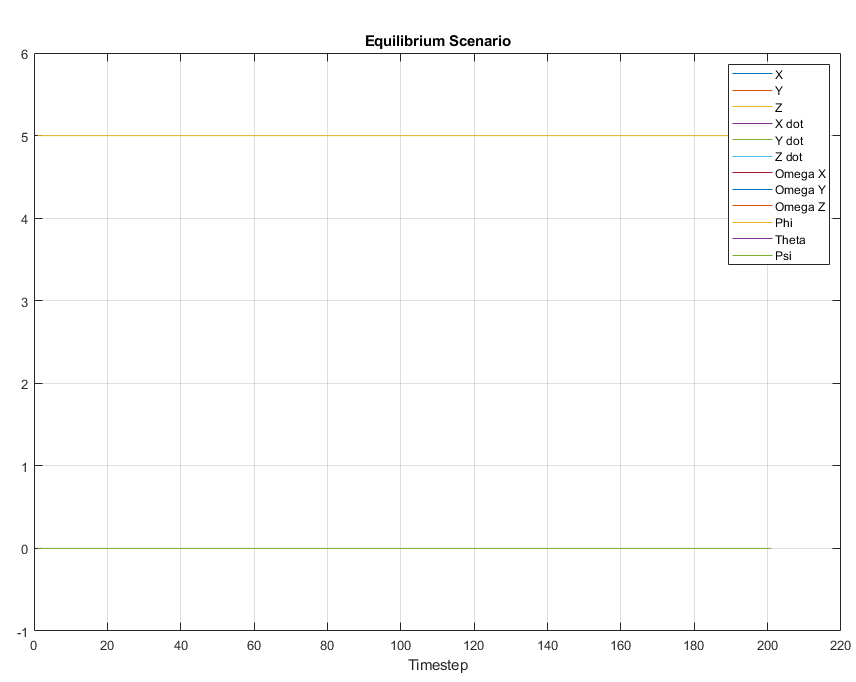 Equilibrium Scenario
6
5
4
3
2
1
0
-1
X
Y
Z
X dot
Y dot
Z dot
Omega X
Omega Y
Omega Z
Phi
Theta
Psi
0 20 40 60 80 100 120 140 160 180 200 220
Timestep